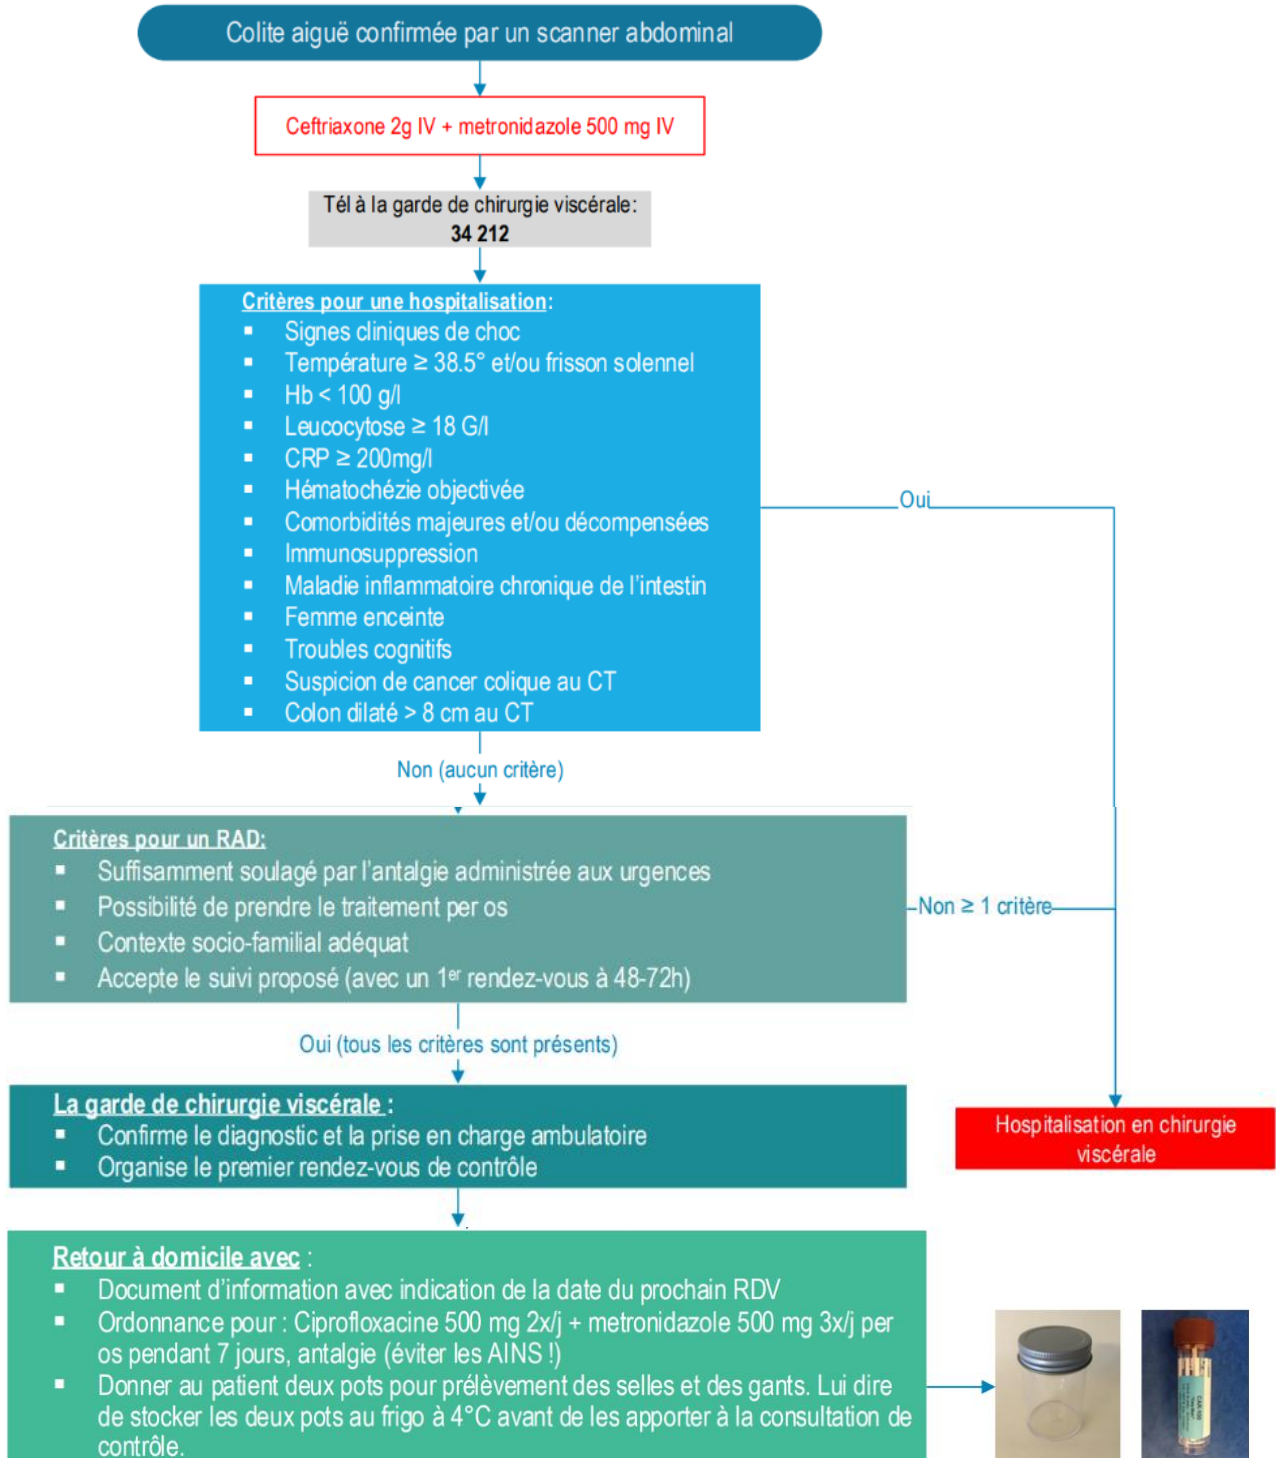 Colite aiguë confirmée par un scanner abdominal
Ceftriaxone 2g IV + metronidazole 500 mg IV
Tél à la garde de chirurgie viscérale:
34 212
Critères pour une hospitalisation:
▪ Signes cliniques de choc
▪ Température ≥ 38.5° et/ou frisson solennel
▪ Hb < 100 g/l
▪ Leucocytose ≥ 18 G/l
▪ CRP ≥ 200mg/l
▪ Hématochézie objectivée
▪ Comorbidités majeures et/ou décompensées
▪ Immunosuppression
▪ Maladie inflammatoire chronique de l'intestin
▪ Femme enceinte
▪ Troubles cognitifs
▪ Suspicion de cancer colique au CT
▪ Colon dilaté > 8 cm au CT
Oui
Non (aucun critère)
Critères pour un RAD:
▪ Suffisamment soulagé par l'antalgie administrée aux urgences
▪ Possibilité de prendre le traitement per os
▪ Contexte socio-familial adéquat
▪ Accepte le suivi proposé (avec un 1er rendez-vous à 48-72h)
Non ≥ 1 critère
Oui (tous les critères sont présents)
La garde de chirurgie viscérale :
▪ Confirme le diagnostic et la prise en charge ambulatoire
▪ Organise le premier rendez-vous de contrôle
Hospitalisation en chirurgie
viscérale
Retour à domicile avec :
▪ Document d'information avec indication de la date du prochain RDV
▪ Ordonnance pour : Ciprofloxacine 500 mg 2x/j + metronidazole 500 mg 3x/j per
os pendant 7 jours, antalgie (éviter les AINS !)
▪ Donner au patient deux pots pour prélèvement des selles et des gants. Lui dire
de stocker les deux pots au frigo à 4°C avant de les apporter à la consultation de
contrôle.